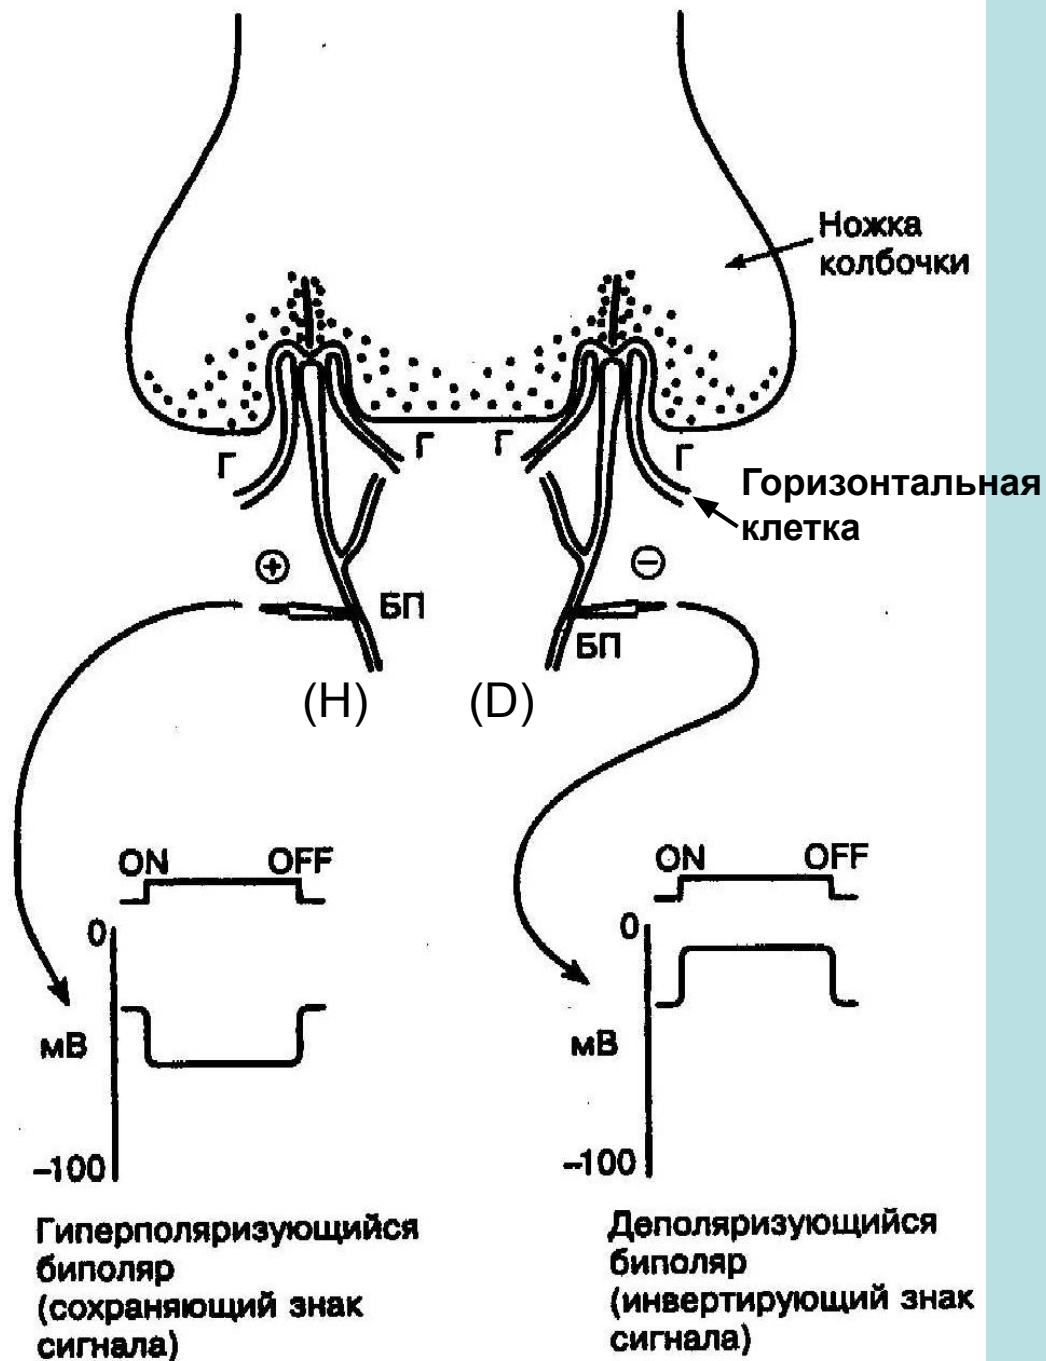 Ножка
колбочки
Г
Г
Г
Г
Горизонтальная
клетка
+
−
БП
БП
(H)
(D)
ON OFF
0
мВ
–100
ON OFF
0
мВ
–100
Гиперполяризующийся
биполяр
(сохраняющий знак
сигнала)
Деполяризующийся
биполяр
(инвертирующий знак
сигнала)